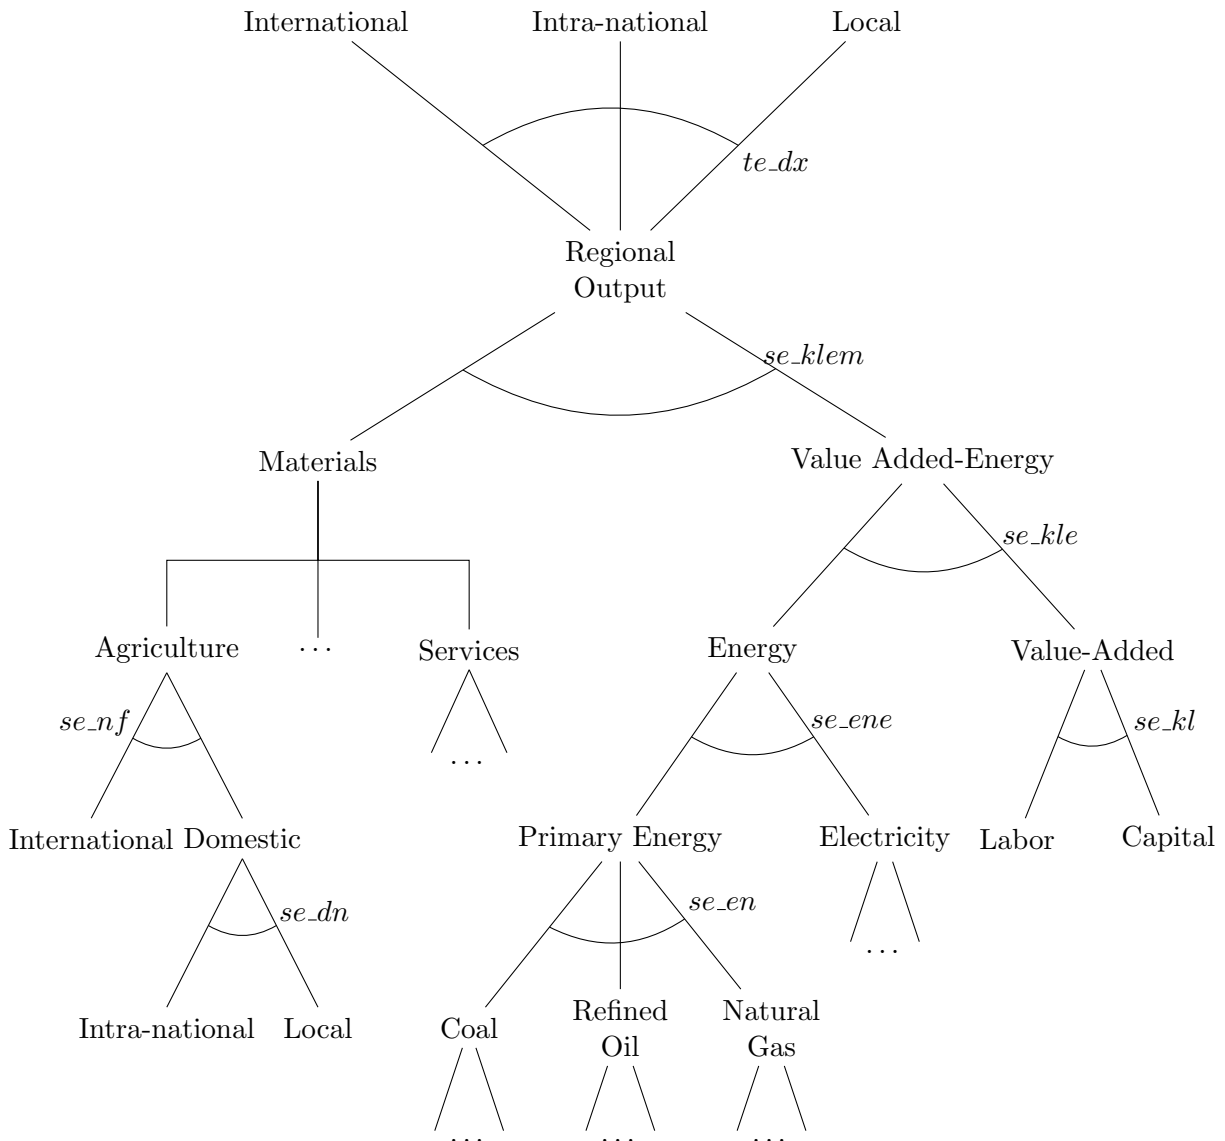 International
Intra-national
Local
te_dx
Regional
Output
se_klem
Materials
Value Added-Energy
se_kle
Agriculture
...
Services
Energy
Value-Added
se_nf
se_ene
se_kl
...
International
Domestic
Primary Energy
Electricity
Labor
Capital
se_dn
se_en
...
Intra-national
Local
Coal
Refined
Oil
Natural
Gas
...
...
...